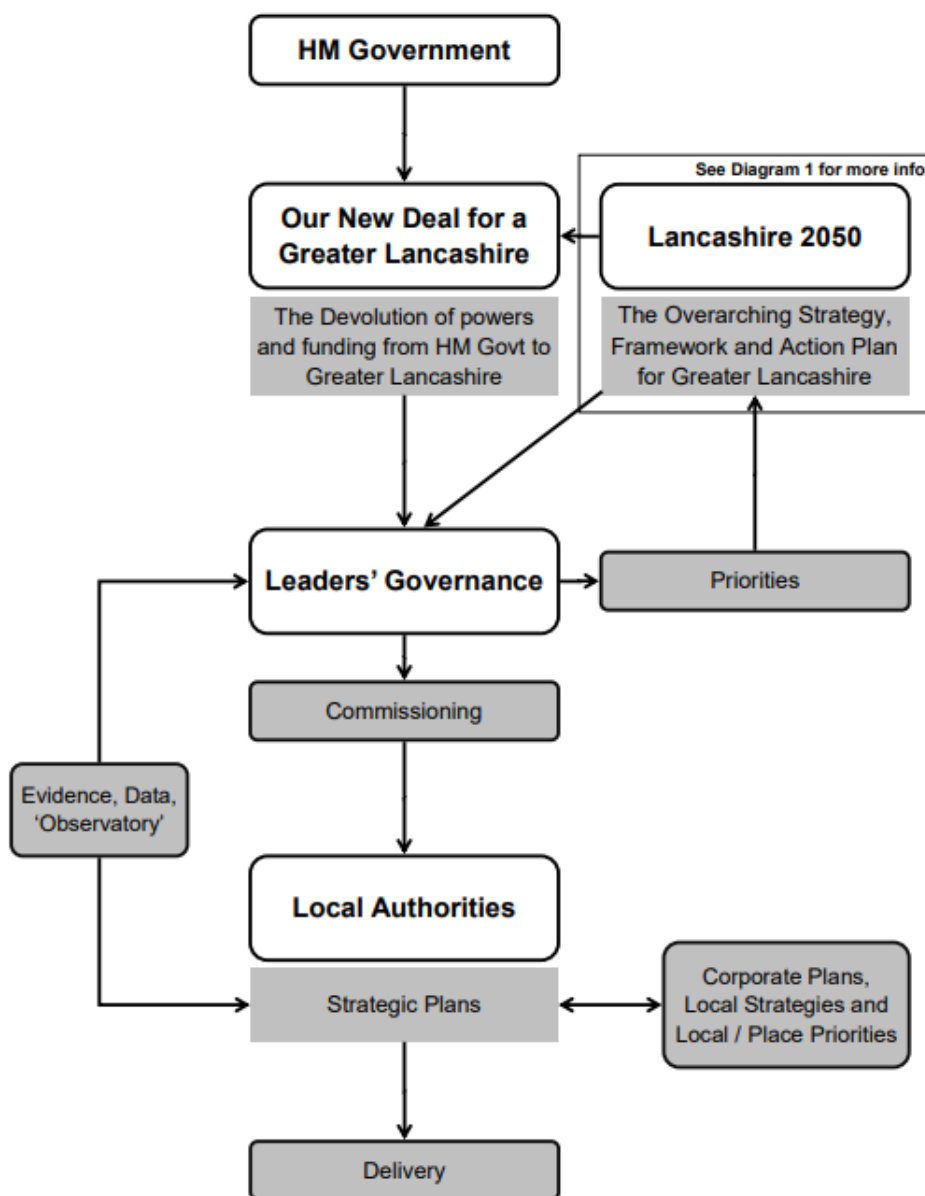 HM Government
See Diagram 1 for more info
Our New Deal for a
Greater Lancashire
Lancashire 2050
The Devolution of powers
and funding from HM Govt to
Greater Lancashire
The Overarching Strategy,
Framework and Action Plan
for Greater Lancashire
Leaders’ Governance
Priorities
Commissioning
Evidence, Data,
‘Observatory’
Local Authorities
Strategic Plans
Corporate Plans,
Local Strategies and
Local / Place Priorities
Delivery